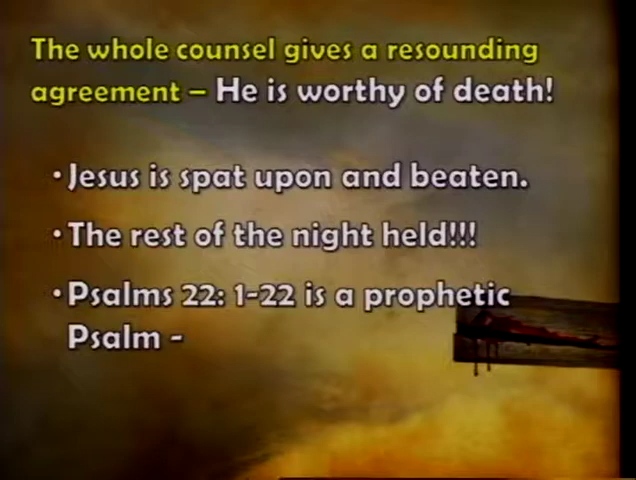 The whole counsel gives a resounding
agreement – He is worthy of death!
• Jesus is spat upon and beaten.
• The rest of the night held!!!
• Psalms 22: 1-22 is a prophetic
Psalm -